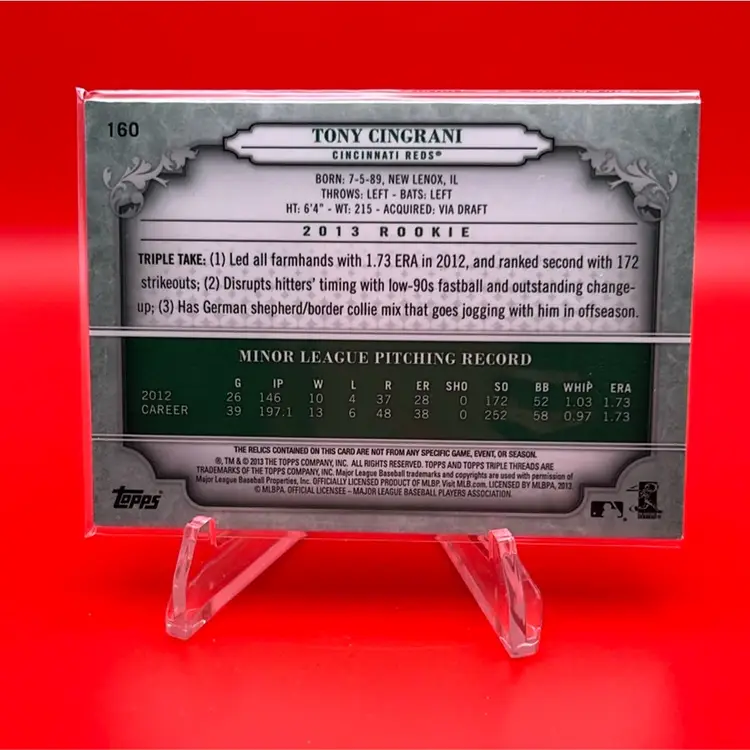 160
TONY CINGRANI
CINCINNATI REDS®
BORN: 7-5-89, NEW LENOX, IL
THROWS: LEFT - BATS: LEFT
HT: 6'4" - WT: 215 - ACQUIRED: VIA DRAFT
2013 ROOKIE
TRIPLE TAKE: (1) Led all farmhands with 1.73 ERA in 2012, and ranked second with 172
strikeouts; (2) Disrupts hitters' timing with low-90s fastball and outstanding change-
up; (3) Has German shepherd/border collie mix that goes jogging with him in offseason.
MINOR LEAGUE PITCHING RECORD
G IP W L R ER SHO SO BB WHIP ERA
2012 26 146 10 4 37 28 0 172 52 1.03 1.73
CAREER 39 197.1 13 6 48 38 0 252 58 0.97 1.73
THE RELICS CONTAINED ON THIS CARD ARE NOT FROM ANY SPECIFIC GAME, EVENT, OR SEASON.
®, TM & © 2013 THE TOPPS COMPANY, INC. ALL RIGHTS RESERVED. TOPPS AND TOPPS TRIPLE THREADS ARE
TRADEMARKS OF THE TOPPS COMPANY, INC. Major League Baseball trademarks and copyrights are used with permission of
Major League Baseball Properties, Inc. OFFICIALLY LICENSED PRODUCT OF MLBP. Visit MLB.com. LICENSED BY MLBPA, 2013.
© MLBPA. OFFICIAL LICENSEE – MAJOR LEAGUE BASEBALL PLAYERS ASSOCIATION.
topps